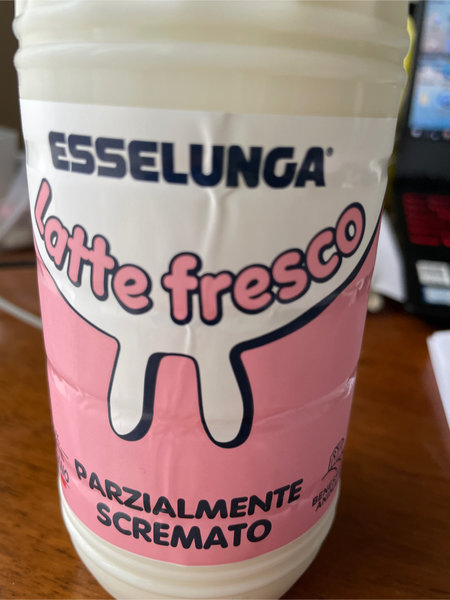 ESSELUNGA®
Latte fresco
PARZIALMENTE
SCREMATO